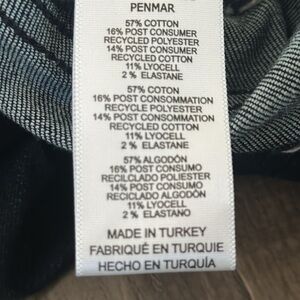 PENMAR
57% COTTON
16% POST CONSUMER
RECYCLED POLYESTER
14% POST CONSUMER
RECYCLED COTTON
11% LYOCELL
2 % ELASTANE
57% COTON
16% POST CONSOMMATION
RECYCLE POLYESTER
14% POST CONSOMMATION
RECYCLED COTTON
11% LYOCELL
2 % ELASTANE
57% ALGODÓN
16% POST CONSUMO
RECICLADO POLIESTER
14% POST CONSUMO
RECICLADO ALGODÓN
11% LYOCELL
2 % ELASTANO
MADE IN TURKEY
FABRIQUÉ EN TURQUIE
HECHO EN TURQUÍA